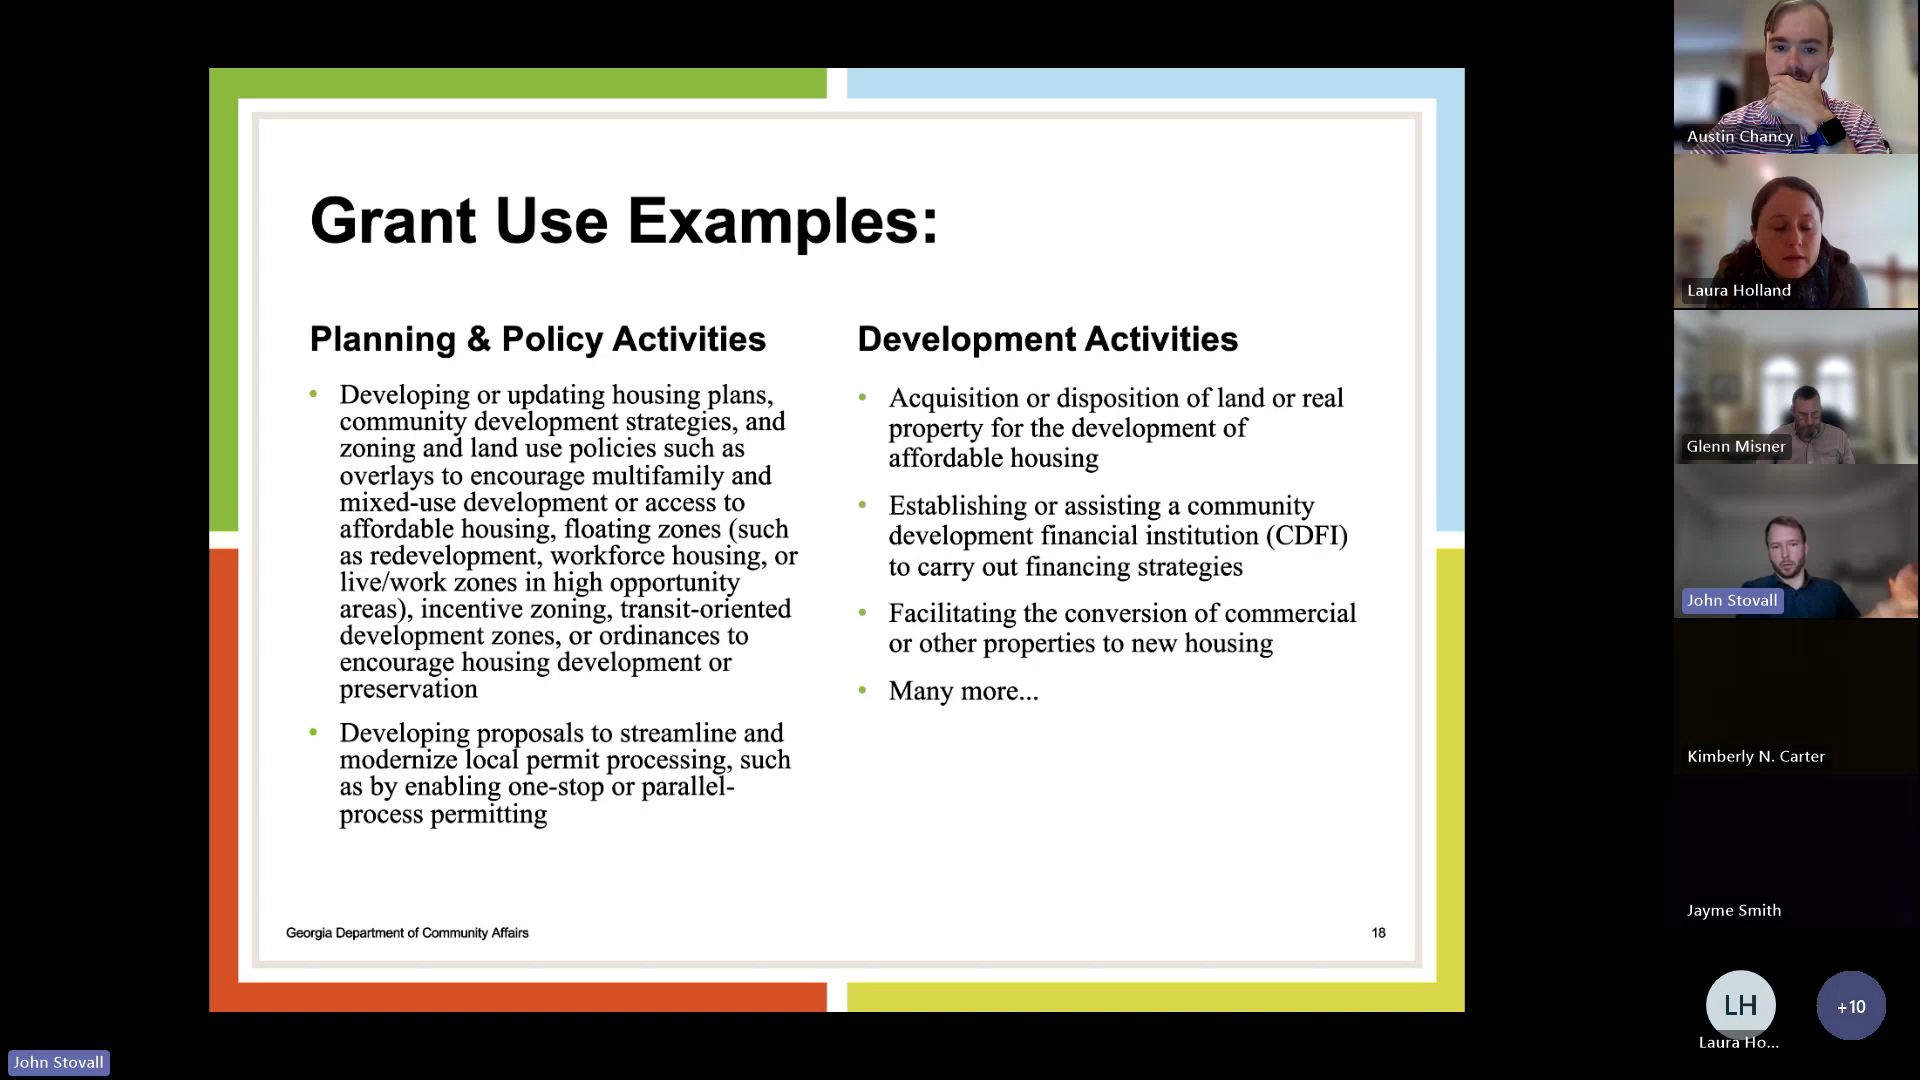 Grant Use Examples:
Planning & Policy Activities
• Developing or updating housing plans,
community development strategies, and
zoning and land use policies such as
overlays to encourage multifamily and
mixed-use development or access to
affordable housing, floating zones (such
as redevelopment, workforce housing, or
live/work zones in high opportunity
areas), incentive zoning, transit-oriented
development zones, or ordinances to
encourage housing development or
preservation
• Developing proposals to streamline and
modernize local permit processing, such
as by enabling one-stop or parallel-
process permitting
Development Activities
• Acquisition or disposition of land or real
property for the development of
affordable housing
• Establishing or assisting a community
development financial institution (CDFI)
to carry out financing strategies
• Facilitating the conversion of commercial
or other properties to new housing
• Many more...
Georgia Department of Community Affairs
18
Austin Chancy
Laura Holland
Glenn Misner
John Stovall
Kimberly N. Carter
Jayme Smith
LH
Laura Ho...
+10
John Stovall